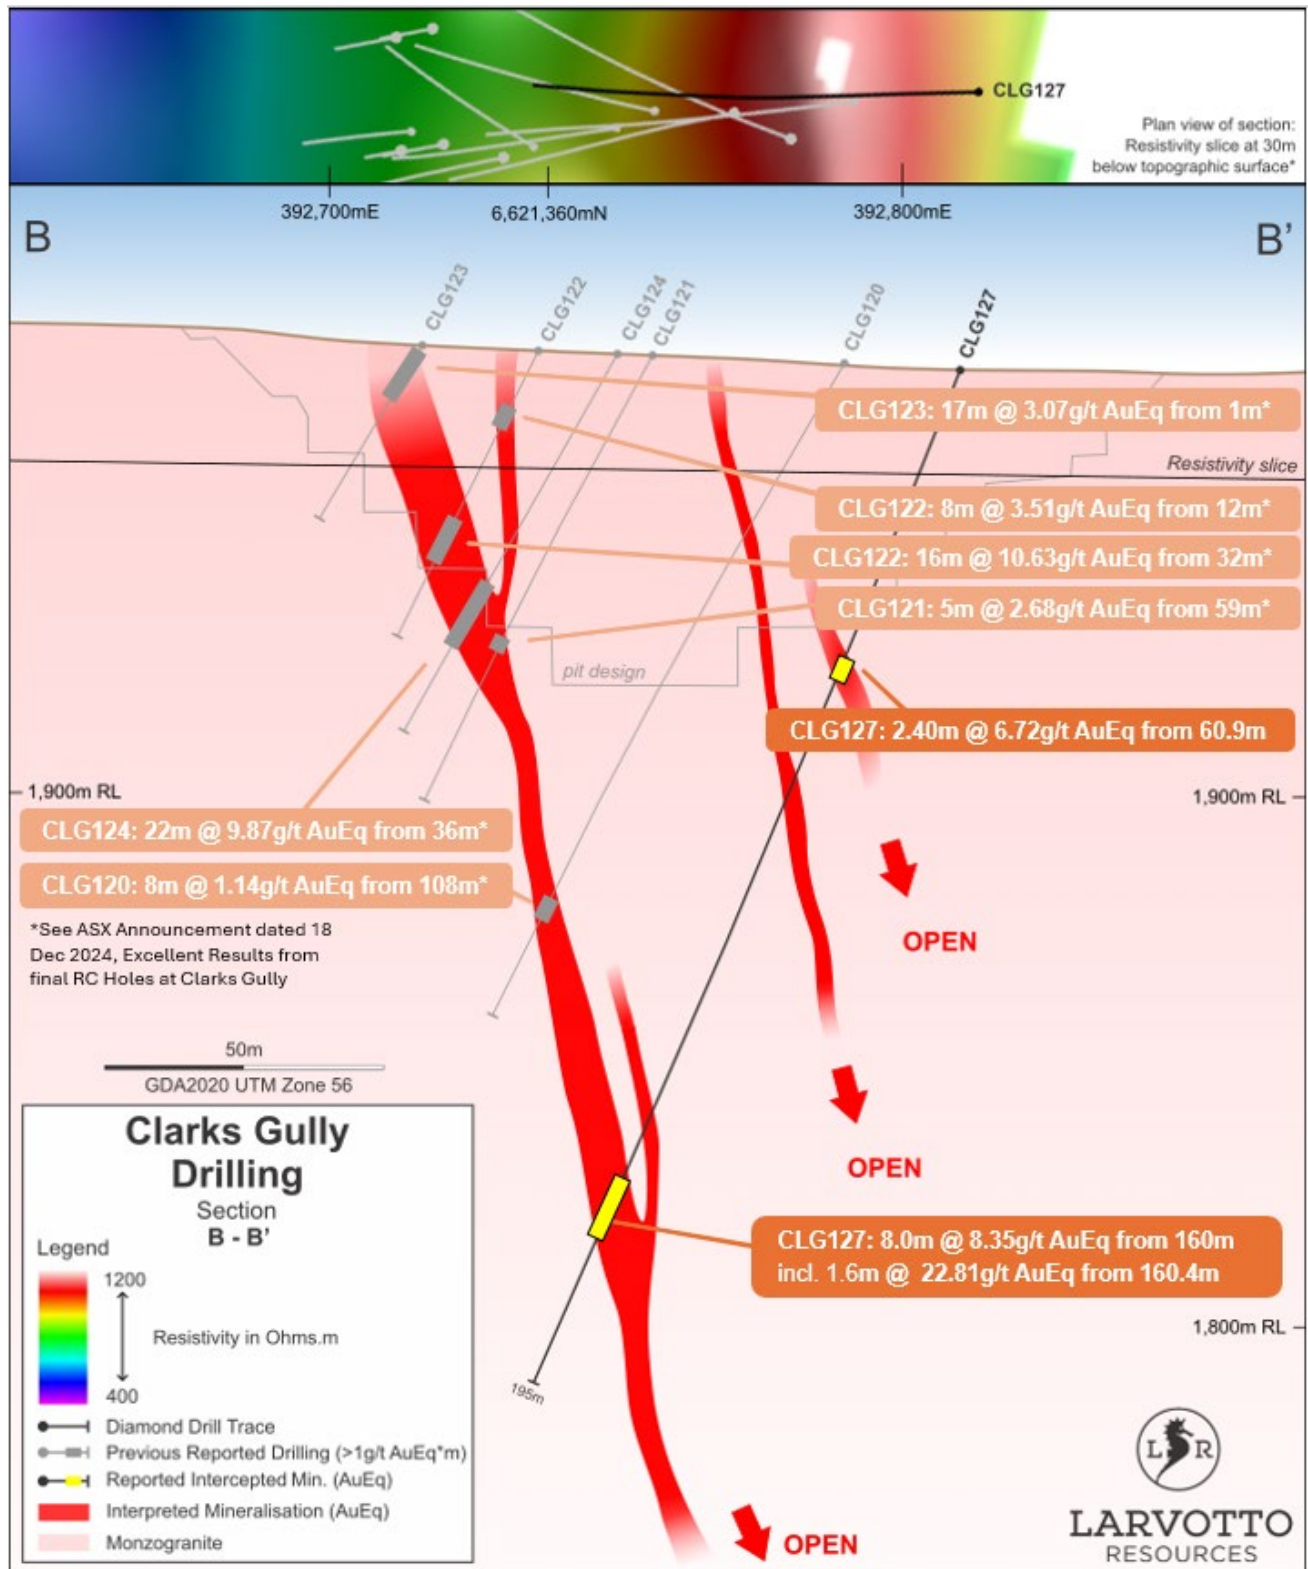 CLG127
Plan view of section:
Resistivity slice at 30m
below topographic surface*
392,700mE
6,621,360mN
392,800mE
B
B'
CLG123
CLG122
CLG124
CLG121
CLG120
CLG127
CLG123: 17m @ 3.07g/t AuEq from 1m*
Resistivity slice
CLG122: 8m @ 3.51g/t AuEq from 12m*
CLG122: 16m @ 10.63g/t AuEq from 32m*
CLG121: 5m @ 2.68g/t AuEq from 59m*
pit design
CLG127: 2.40m @ 6.72g/t AuEq from 60.9m
1,900m RL
1,900m RL
CLG124: 22m @ 9.87g/t AuEq from 36m*
CLG120: 8m @ 1.14g/t AuEq from 108m*
*See ASX Announcement dated 18
Dec 2024, Excellent Results from
final RC Holes at Clarks Gully
OPEN
50m
GDA2020 UTM Zone 56
OPEN
Clarks Gully
Drilling
Section
B - B'
Legend
1200
Resistivity in Ohms.m
400
Diamond Drill Trace
Previous Reported Drilling (>1g/t AuEq*m)
Reported Intercepted Min. (AuEq)
Interpreted Mineralisation (AuEq)
Monzogranite
CLG127: 8.0m @ 8.35g/t AuEq from 160m
incl. 1.6m @ 22.81g/t AuEq from 160.4m
1,800m RL
195m
OPEN
L R
LARVOTTO
RESOURCES